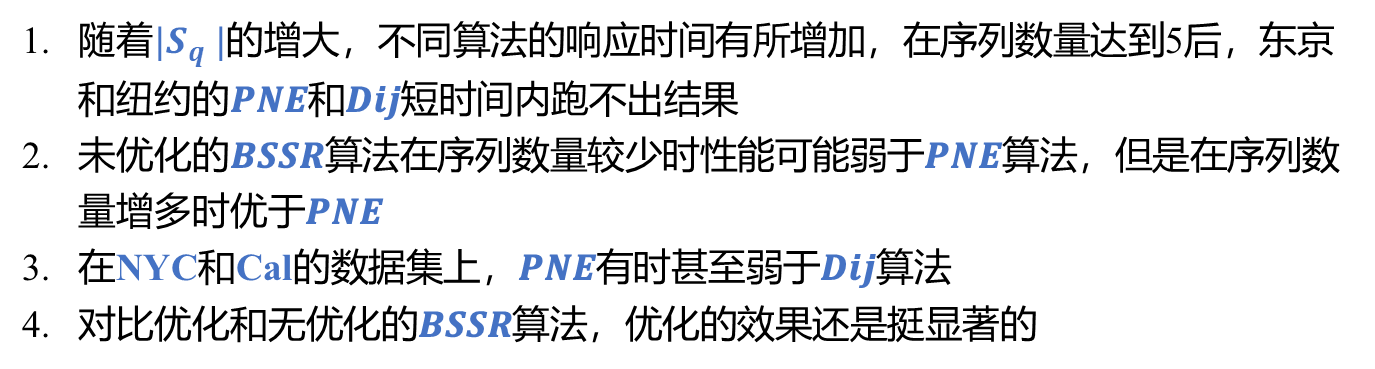 1. 随着|Sq |的增大，不同算法的响应时间有所增加，在序列数量达到5后，东京
和纽约的PNE和Dij短时间内跑不出结果
2. 未优化的BSSR算法在序列数量较少时性能可能弱于PNE算法，但是在序列数
量增多时优于PNE
3. 在NYC和Cal的数据集上，PNE有时甚至弱于Dij算法
4. 对比优化和无优化的BSSR算法，优化的效果还是挺显著的